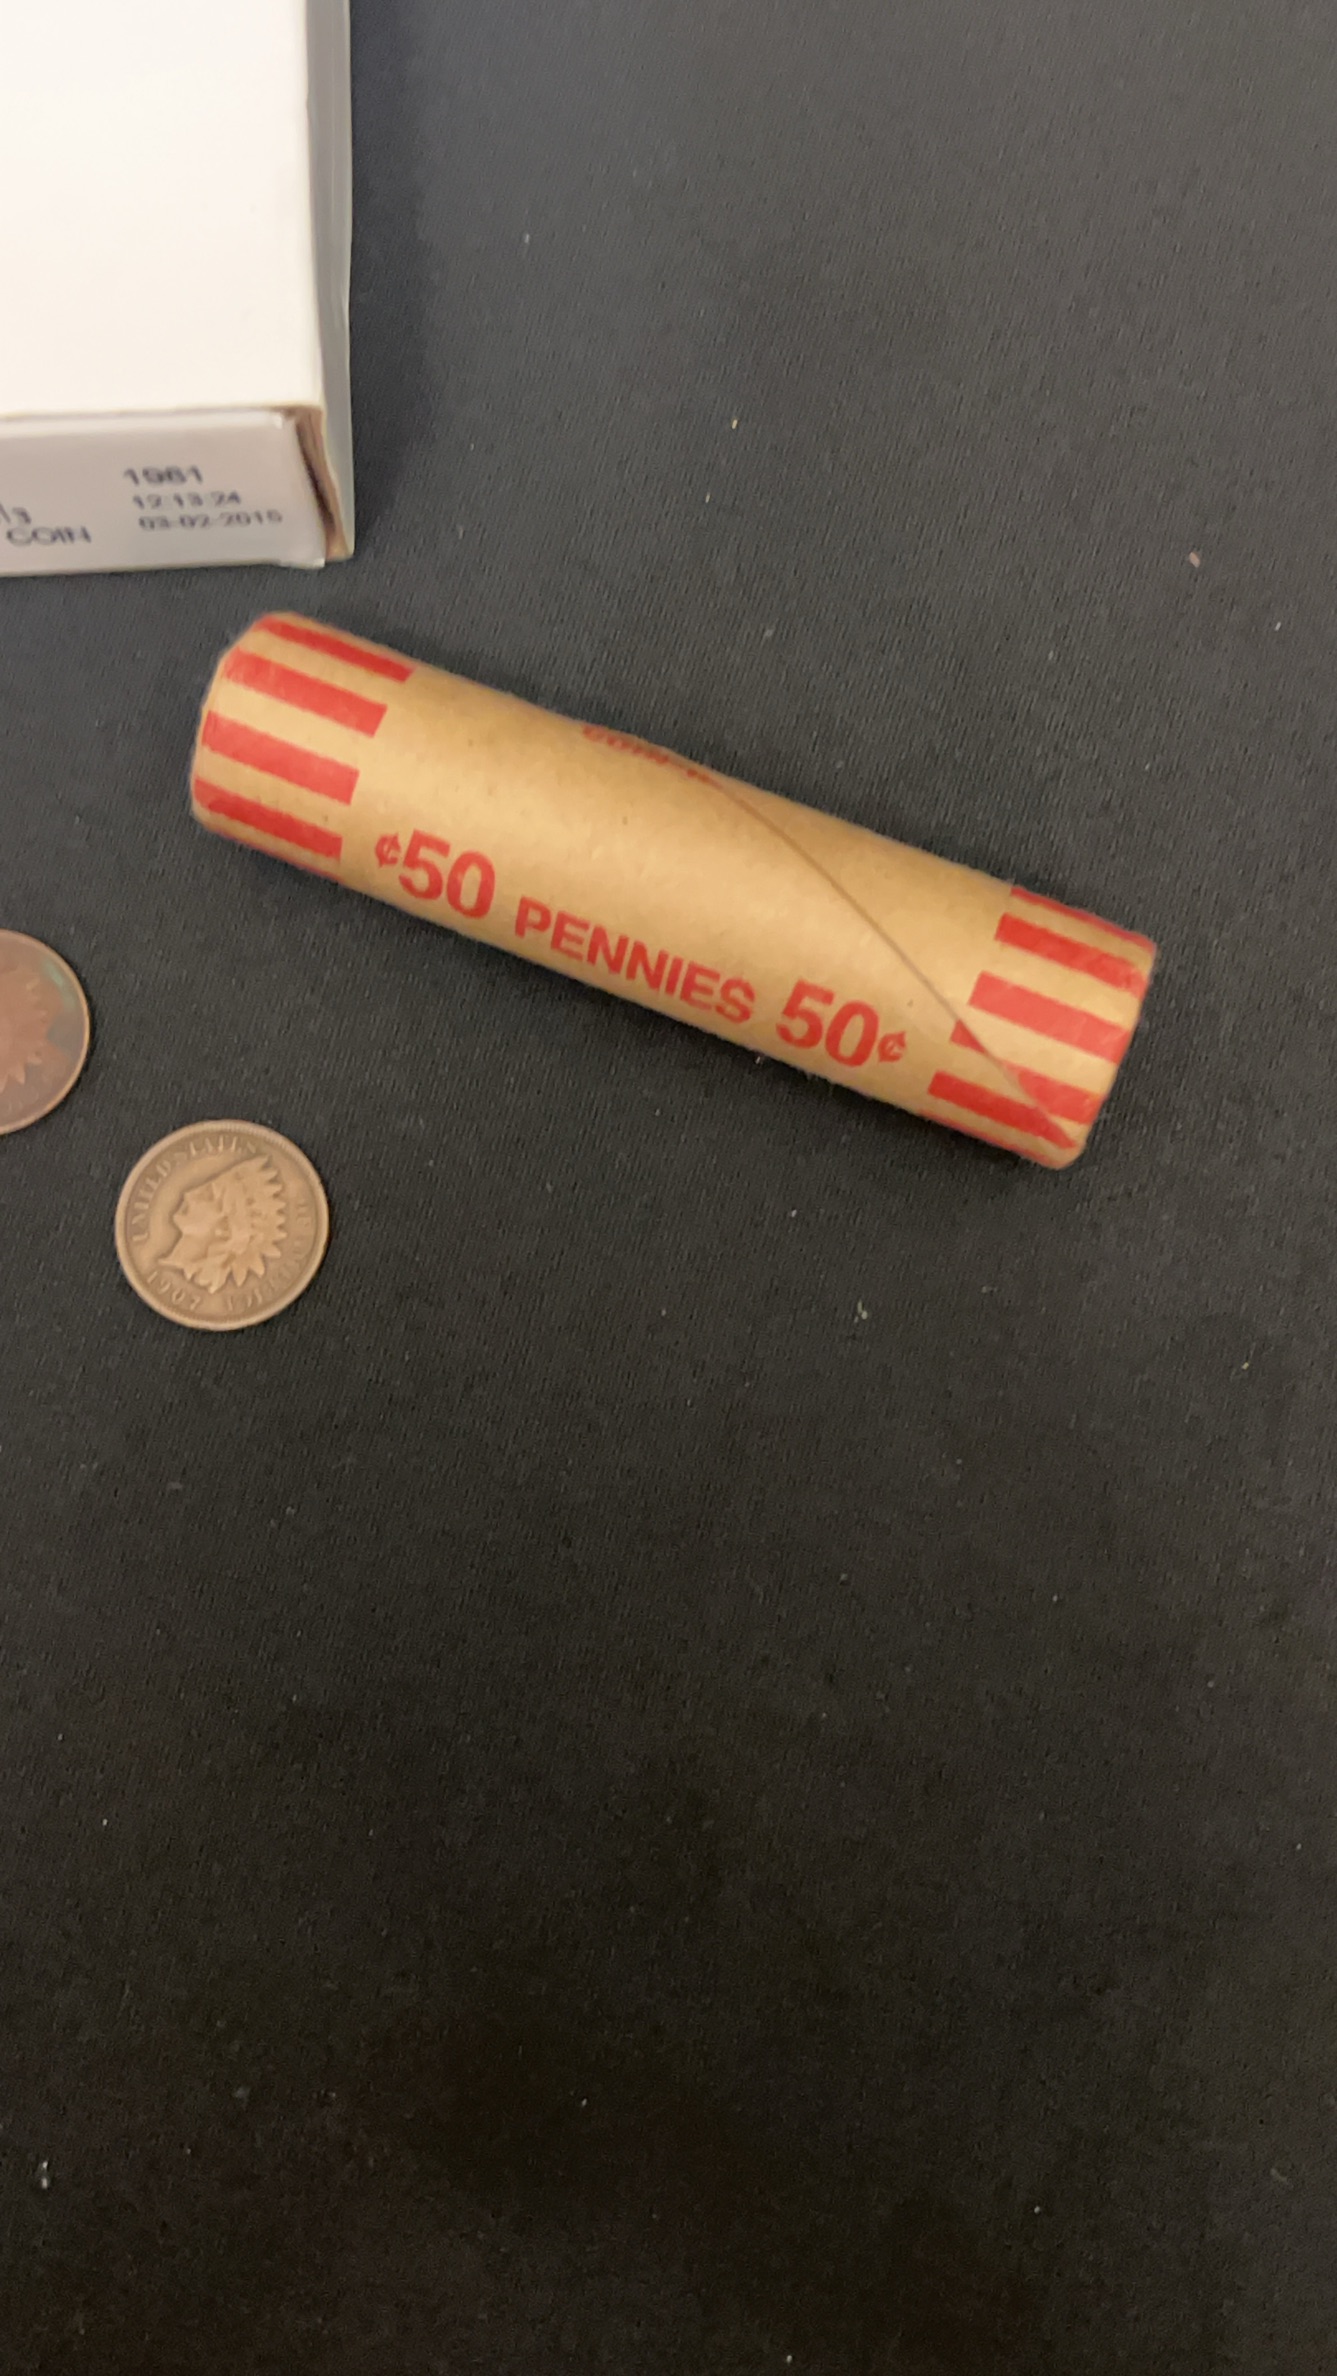 1961
12:13:24
COIN
03-02-2015
¢50 PENNIES 50¢
UNITED STATES OF AMERICA
1907